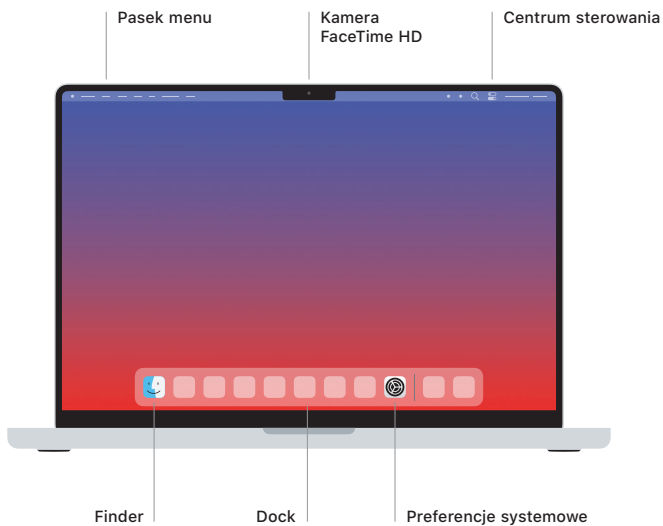 Pasek menu
Kamera
FaceTime HD
Centrum sterowania
Finder
Dock
Preferencje systemowe